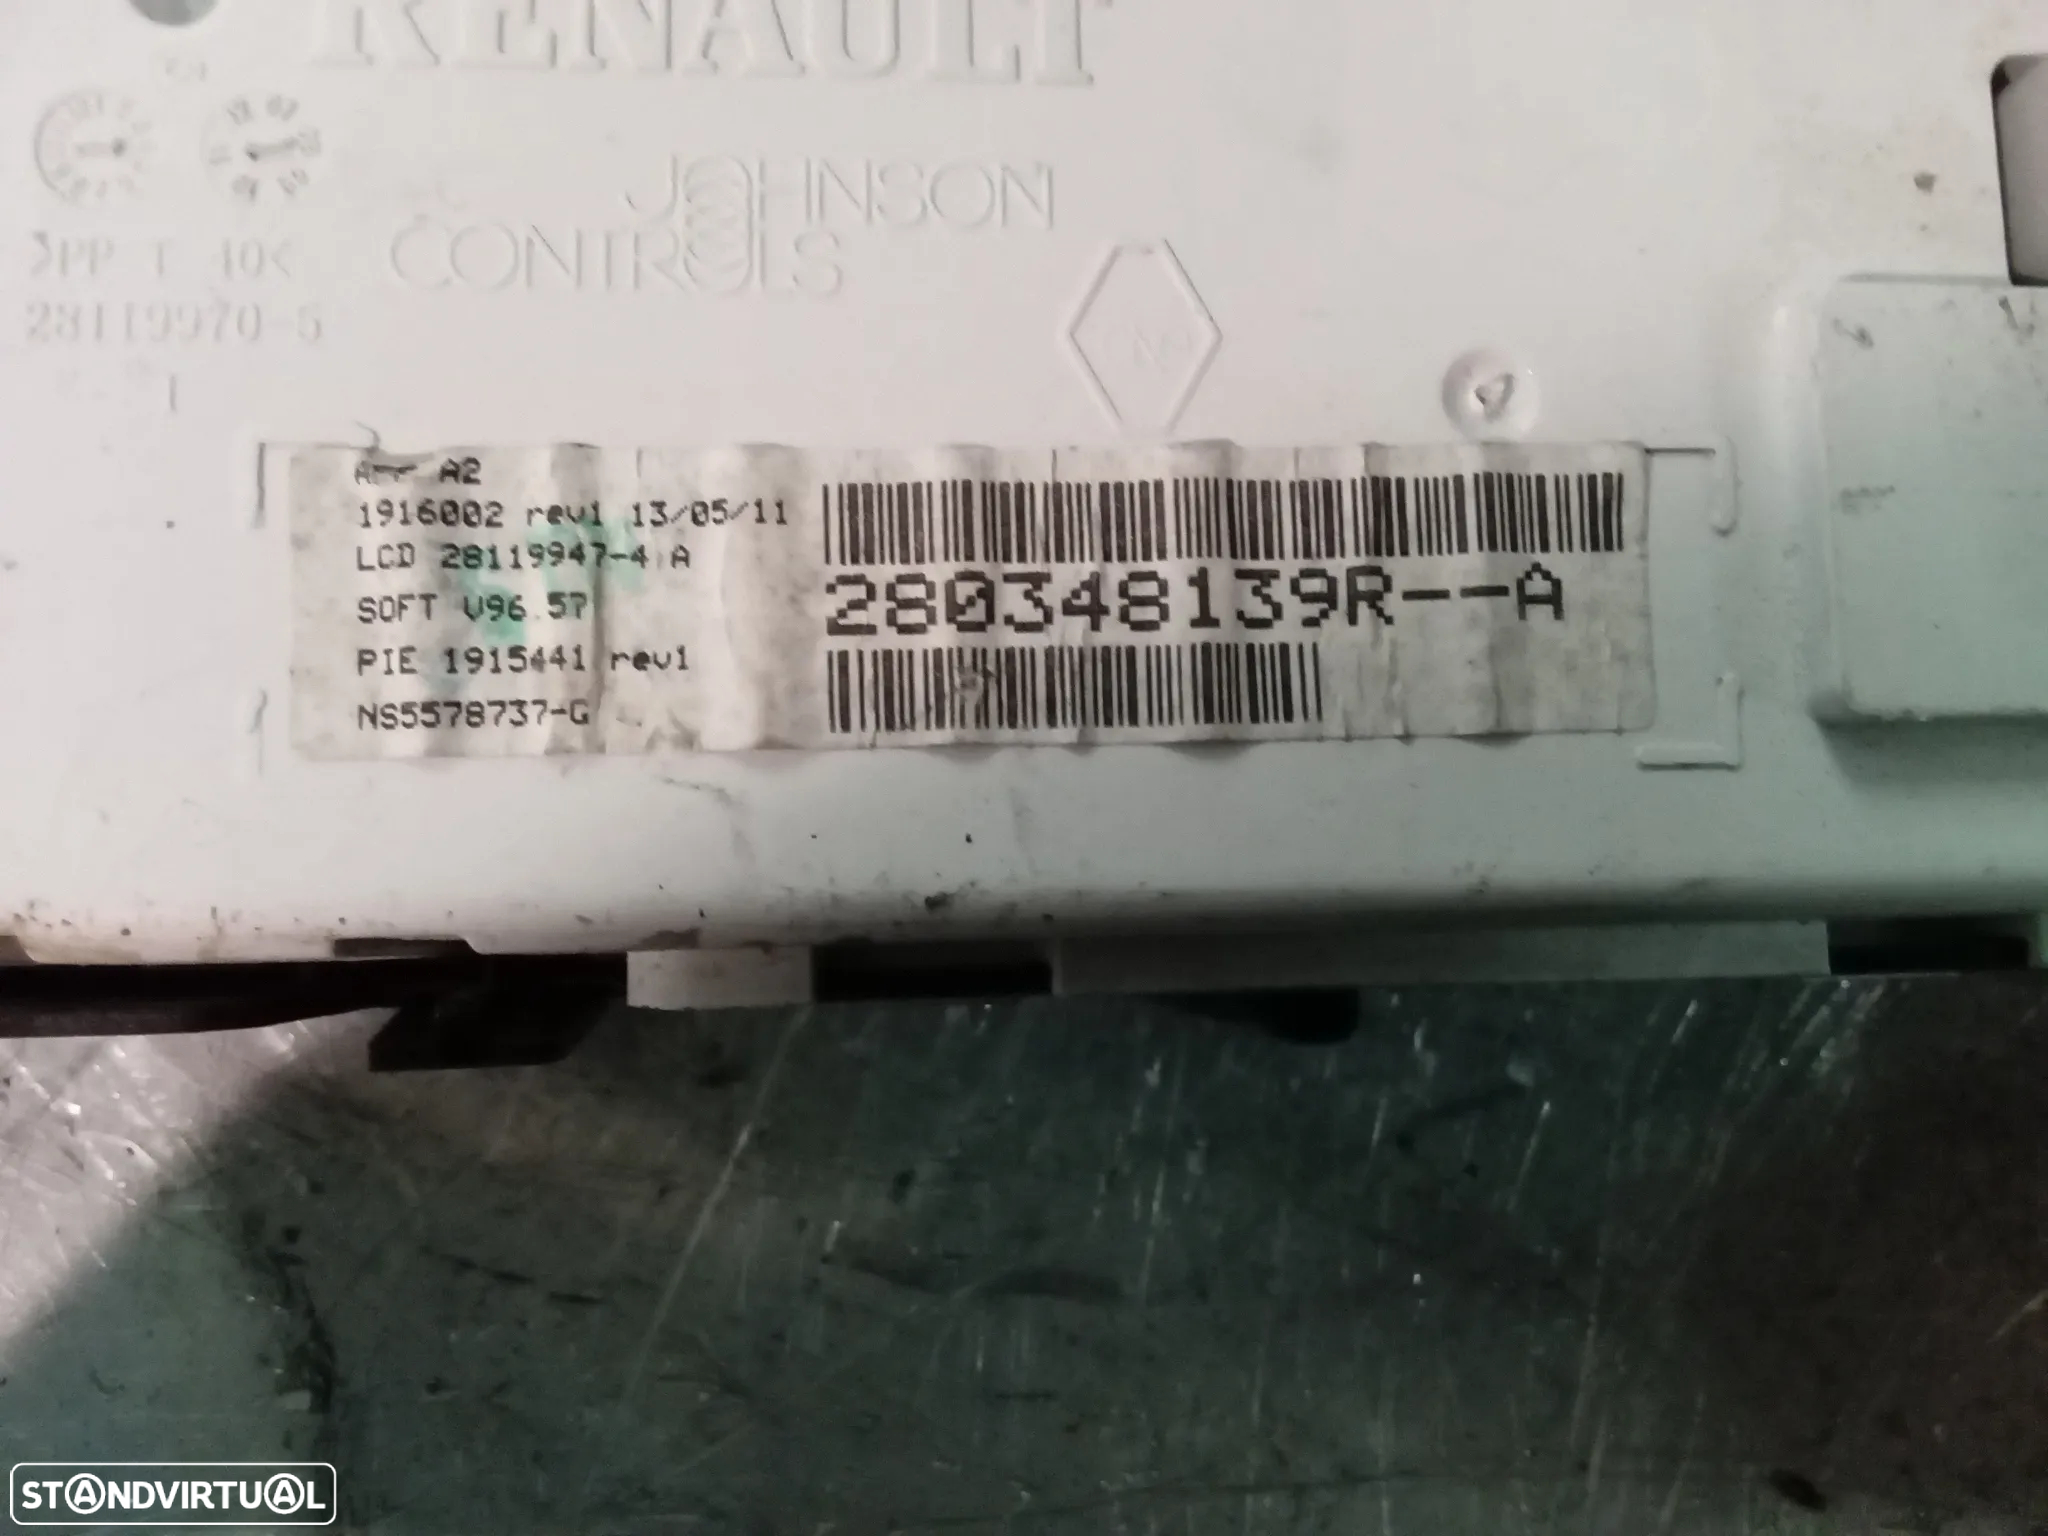 RENAULT
JOHNSON
CONTROLS
28119970-5
1
A2
1916002 rev1 13/05/11
LCD 28119947-4 A
SOFT V96.57
PIE 1915441 rev1
NS5578737-G
280348139R--A
STANDVIRTUAL